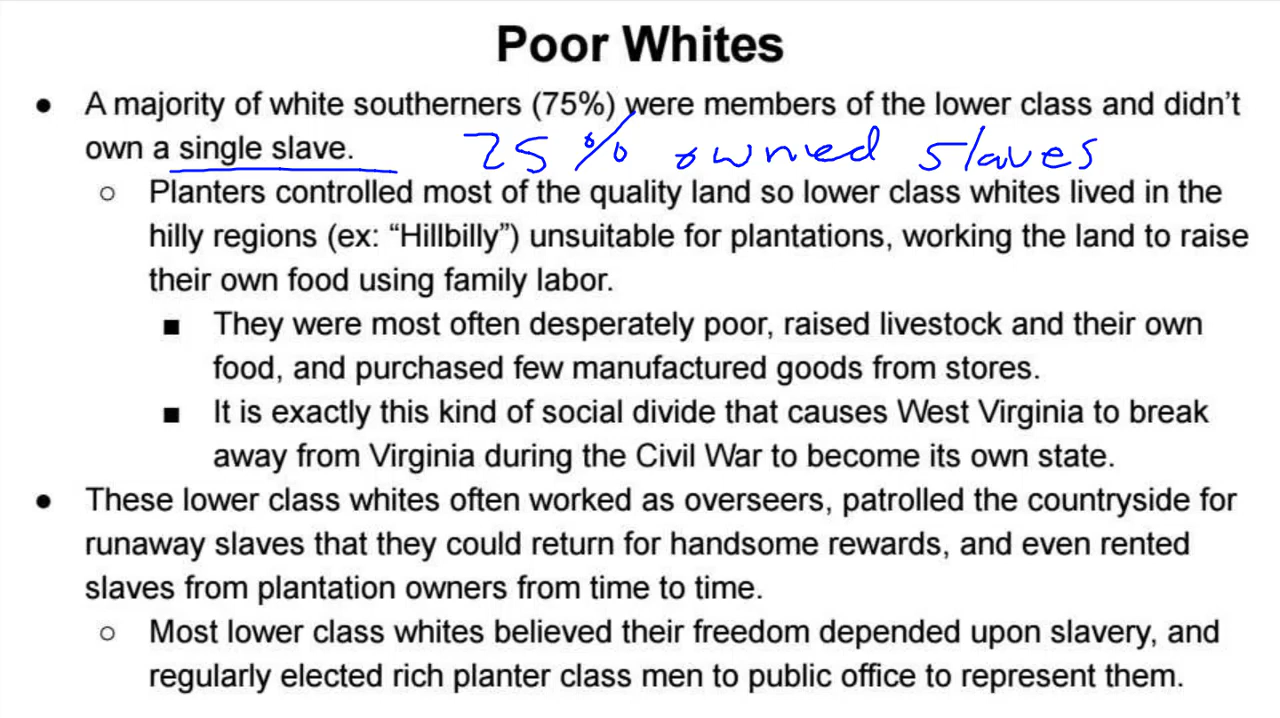 Poor Whites
● A majority of white southerners (75%) were members of the lower class and didn't
own a single slave.
25% owned slaves
○ Planters controlled most of the quality land so lower class whites lived in the
hilly regions (ex: “Hillbilly”) unsuitable for plantations, working the land to raise
their own food using family labor.
■ They were most often desperately poor, raised livestock and their own
food, and purchased few manufactured goods from stores.
■ It is exactly this kind of social divide that causes West Virginia to break
away from Virginia during the Civil War to become its own state.
● These lower class whites often worked as overseers, patrolled the countryside for
runaway slaves that they could return for handsome rewards, and even rented
slaves from plantation owners from time to time.
○ Most lower class whites believed their freedom depended upon slavery, and
regularly elected rich planter class men to public office to represent them.